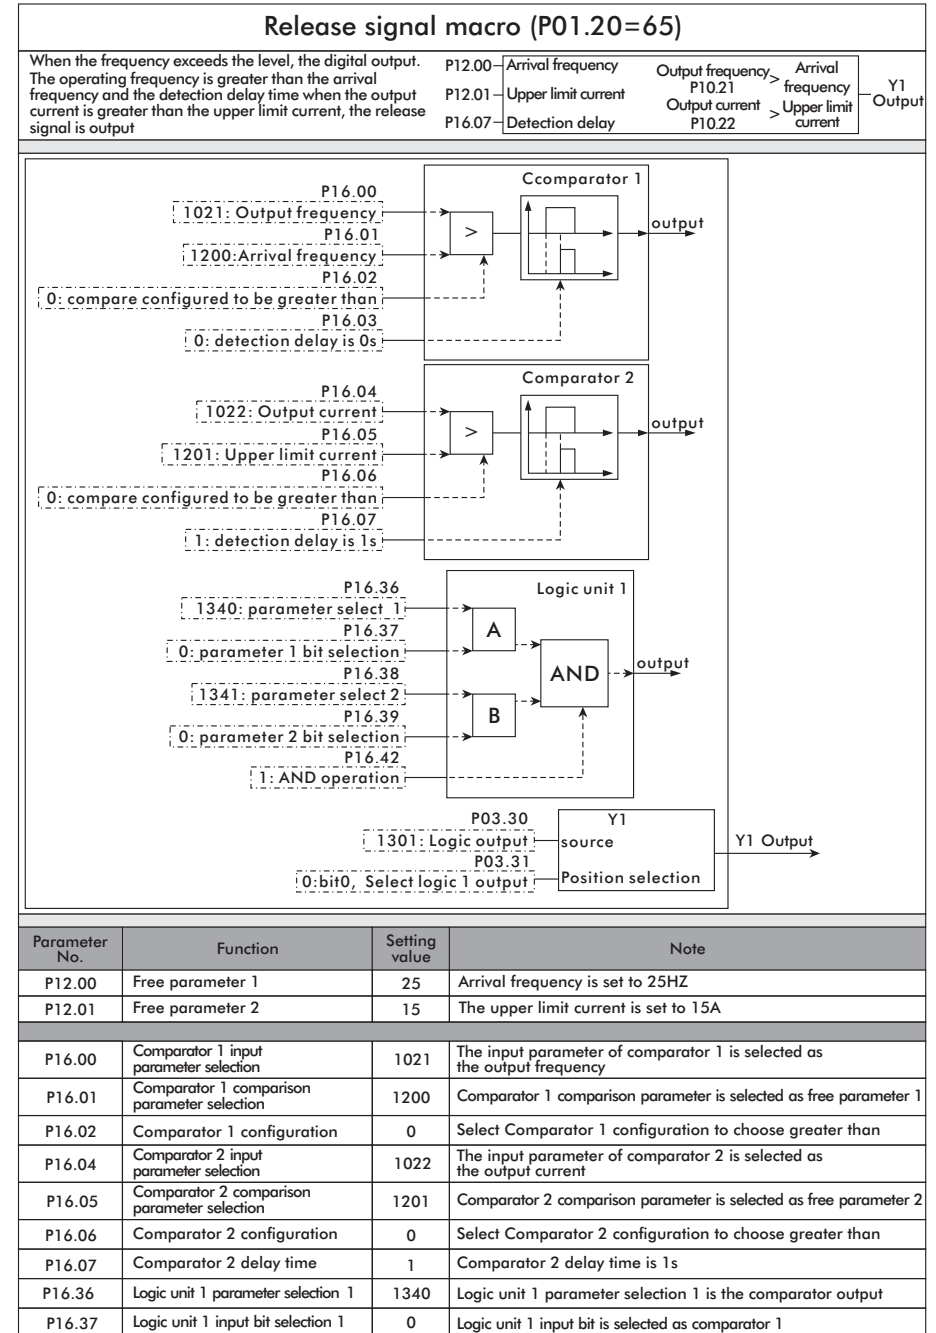 Release signal macro (P01.20=65)
When the frequency exceeds the level, the digital output.
The operating frequency is greater than the arrival
frequency and the detection delay time when the output
current is greater than the upper limit current, the release
signal is output
P12.00 Arrival frequency
P12.01 Upper limit current
P16.07 Detection delay
Output frequency > Arrival
P10.21 frequency
Output current > Upper limit
P10.22 current
Y1
Output
Ccomparator 1
P16.00
1021: Output frequency
P16.01
1200:Arrival frequency
P16.02
0: compare configured to be greater than
P16.03
0: detection delay is 0s
>
output
Comparator 2
P16.04
1022: Output current
P16.05
1201: Upper limit current
P16.06
0: compare configured to be greater than
P16.07
1: detection delay is 1s
>
output
Logic unit 1
P16.36
1340: parameter select 1
P16.37
0: parameter 1 bit selection
P16.38
1341: parameter select 2
P16.39
0: parameter 2 bit selection
P16.42
1: AND operation
A
B
AND
output
P03.30
1301: Logic output
P03.31
0:bit0, Select logic 1 output
Y1
source
Position selection
Y1 Output
Parameter No. Function Setting value Note
P12.00 Free parameter 1 25 Arrival frequency is set to 25HZ
P12.01 Free parameter 2 15 The upper limit current is set to 15A
P16.00 Comparator 1 input parameter selection 1021 The input parameter of comparator 1 is selected as the output frequency
P16.01 Comparator 1 comparison parameter selection 1200 Comparator 1 comparison parameter is selected as free parameter 1
P16.02 Comparator 1 configuration 0 Select Comparator 1 configuration to choose greater than
P16.04 Comparator 2 input parameter selection 1022 The input parameter of comparator 2 is selected as the output current
P16.05 Comparator 2 comparison parameter selection 1201 Comparator 2 comparison parameter is selected as free parameter 2
P16.06 Comparator 2 configuration 0 Select Comparator 2 configuration to choose greater than
P16.07 Comparator 2 delay time 1 Comparator 2 delay time is 1s
P16.36 Logic unit 1 parameter selection 1 1340 Logic unit 1 parameter selection 1 is the comparator output
P16.37 Logic unit 1 input bit selection 1 0 Logic unit 1 input bit is selected as comparator 1